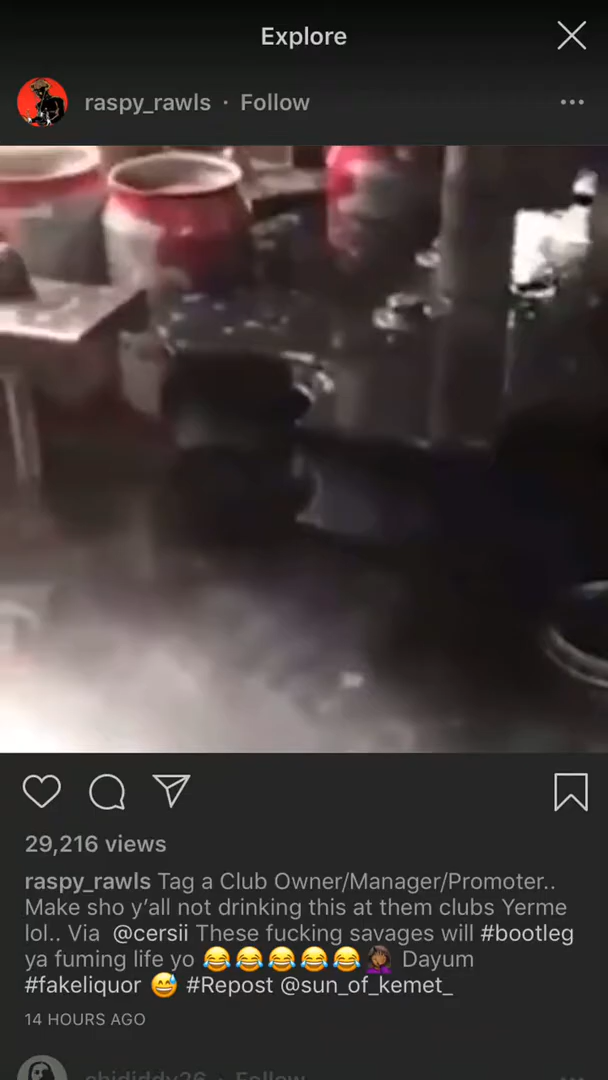 Explore
raspy_rawls · Follow
29,216 views
raspy_rawls Tag a Club Owner/Manager/Promoter..
Make sho y’all not drinking this at them clubs Yerme
lol.. Via @cersii These fucking savages will #bootleg
ya fuming life yo 😂😂😂😂😂🤦🏾‍♀️ Dayum
#fakeliquor 😅 #Repost @sun_of_kemet_
14 HOURS AGO